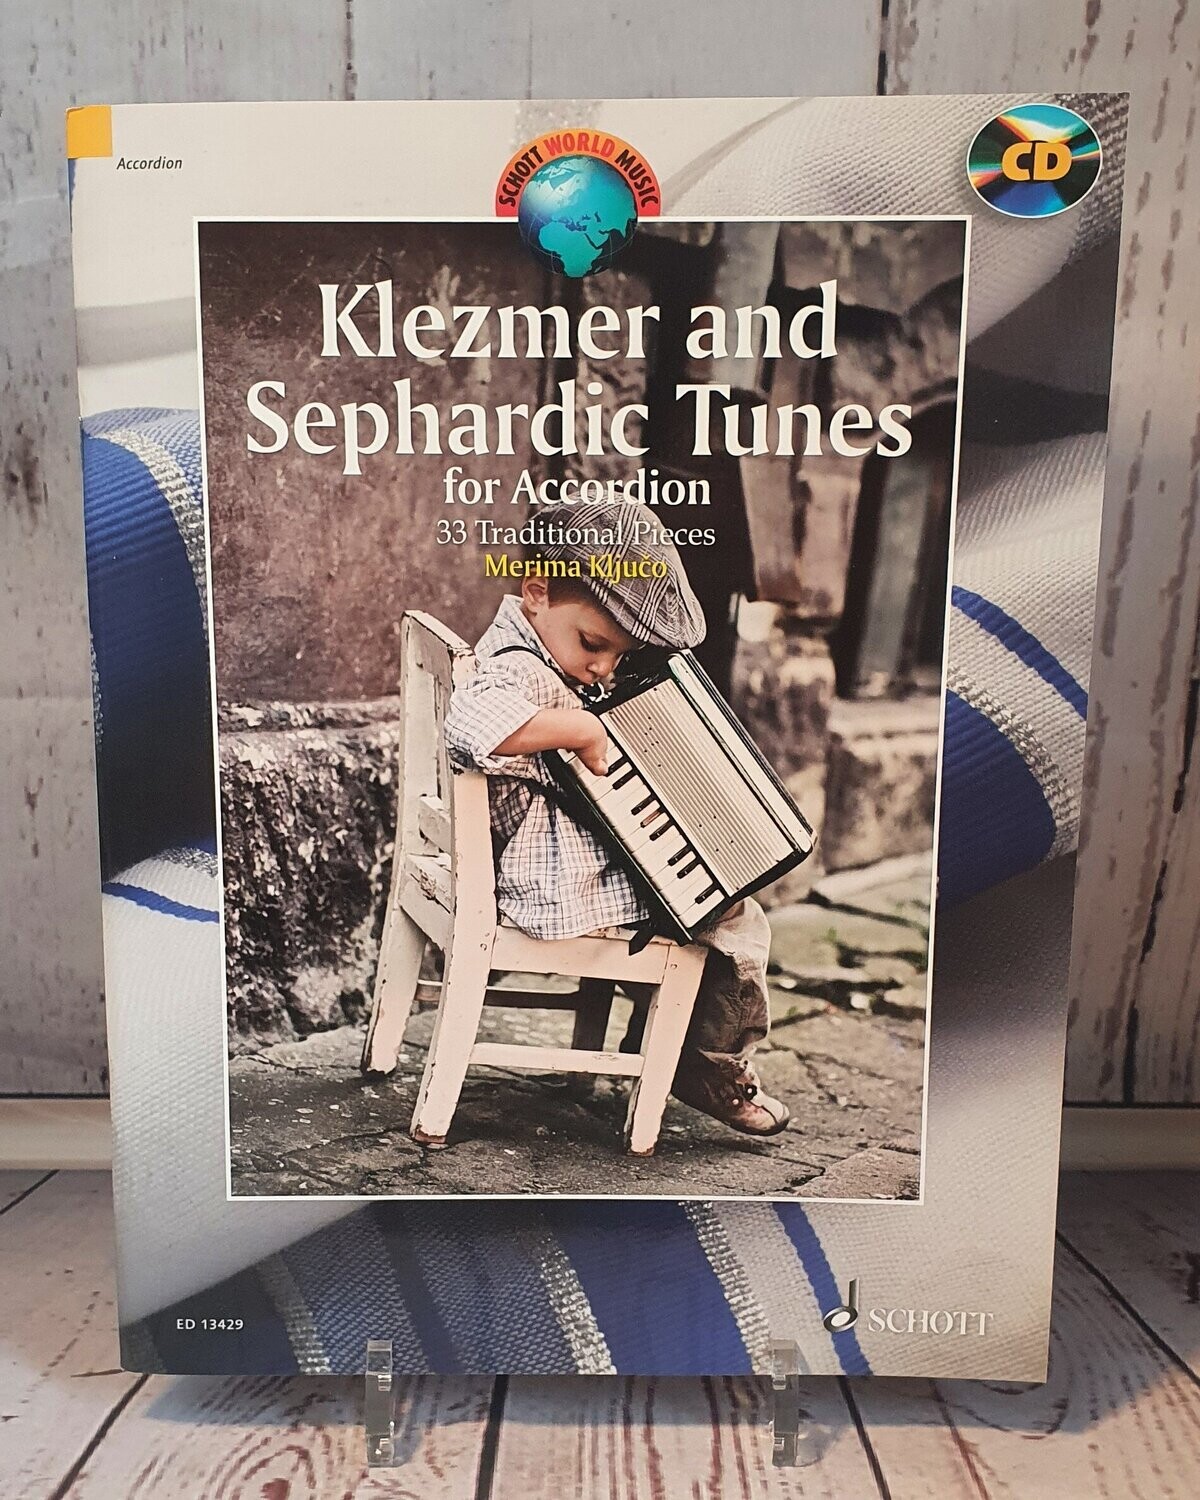 Accordion
SCHOTT WORLD MUSIC
CD
Klezmer and
Sephardic Tunes
for Accordion
33 Traditional Pieces
Merima Ključo
ED 13429
SCHOTT